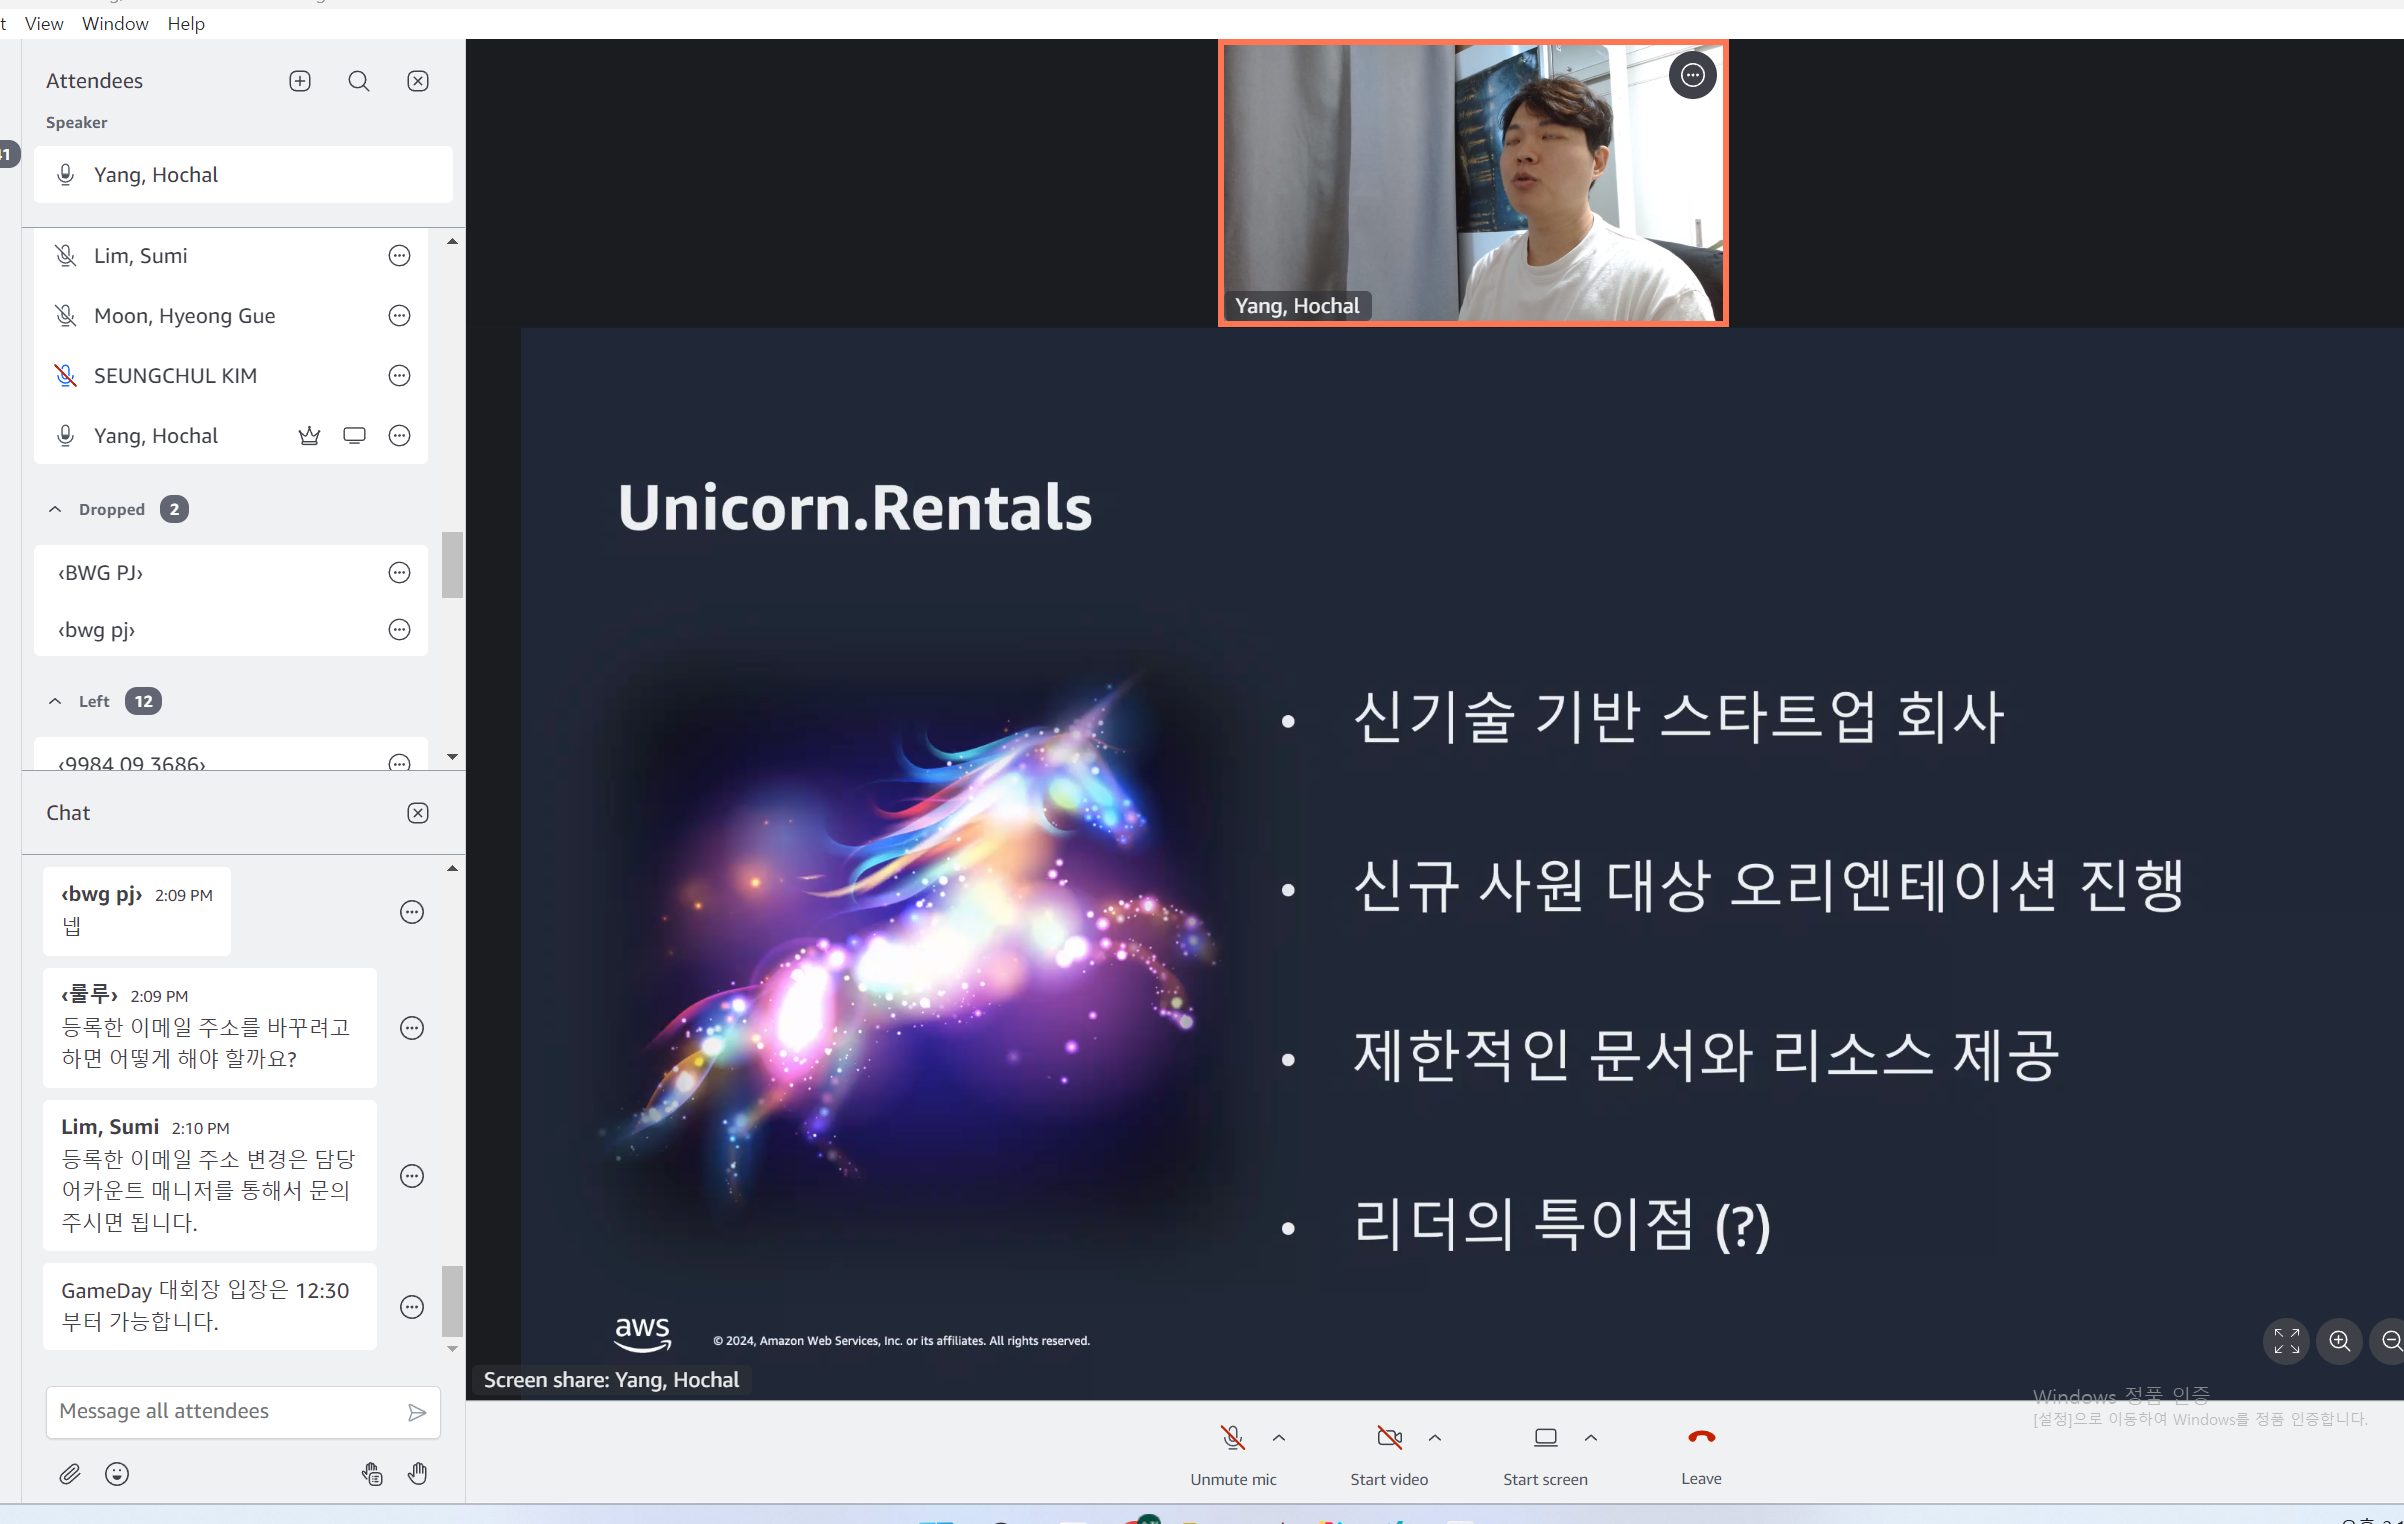 t View Window Help
Attendees
Speaker
Yang, Hochal
Lim, Sumi
Moon, Hyeong Gue
SEUNGCHUL KIM
Yang, Hochal
Dropped 2
‹BWG PJ›
‹bwg pj›
Left 12
‹9984 09 3686›
Chat
‹bwg pj› 2:09 PM
넵
‹룰루› 2:09 PM
등록한 이메일 주소를 바꾸려고
하면 어떻게 해야 할까요?
Lim, Sumi 2:10 PM
등록한 이메일 주소 변경은 담당
어카운트 매니저를 통해서 문의
주시면 됩니다.
GameDay 대회장 입장은 12:30
부터 가능합니다.
Message all attendees
Yang, Hochal
Unicorn.Rentals
• 신기술 기반 스타트업 회사
• 신규 사원 대상 오리엔테이션 진행
• 제한적인 문서와 리소스 제공
• 리더의 특이점 (?)
aws
© 2024, Amazon Web Services, Inc. or its affiliates. All rights reserved.
Screen share: Yang, Hochal
Windows 정품 인증
[설정]으로 이동하여 Windows를 정품 인증합니다.
Unmute mic
Start video
Start screen
Leave